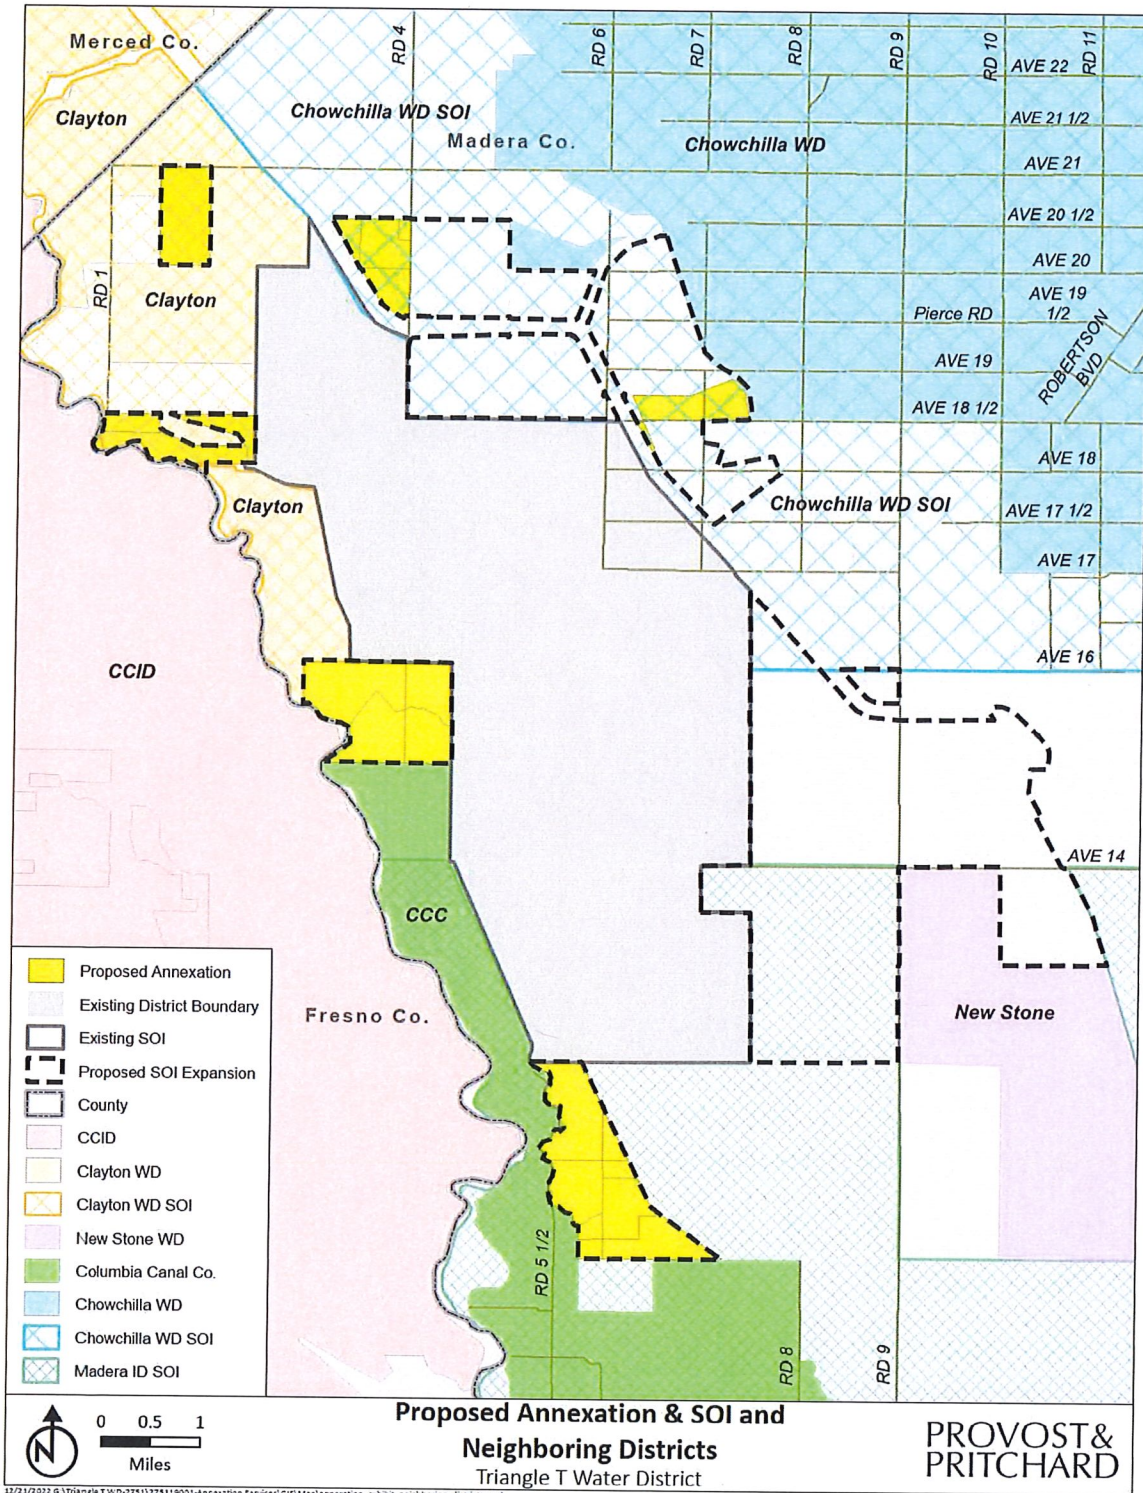 Merced Co.
RD 4
RD 6
RD 7
RD 8
RD 9
RD 10
RD 11
AVE 22
Clayton
Chowchilla WD SOI
Madera Co.
Chowchilla WD
AVE 21 1/2
AVE 21
AVE 20 1/2
AVE 20
RD 1
Clayton
AVE 19
1/2
Pierce RD
ROBERTSON
BVD
AVE 19
AVE 18 1/2
AVE 18
Clayton
Chowchilla WD SOI
AVE 17 1/2
AVE 17
AVE 16
CCID
AVE 14
CCC
New Stone
Fresno Co.
RD 5 1/2
RD 8
RD 9
Proposed Annexation
Existing District Boundary
Existing SOI
Proposed SOI Expansion
County
CCID
Clayton WD
Clayton WD SOI
New Stone WD
Columbia Canal Co.
Chowchilla WD
Chowchilla WD SOI
Madera ID SOI
N
0 0.5 1
Miles
Proposed Annexation & SOI and
Neighboring Districts
Triangle T Water District
PROVOST&
PRITCHARD